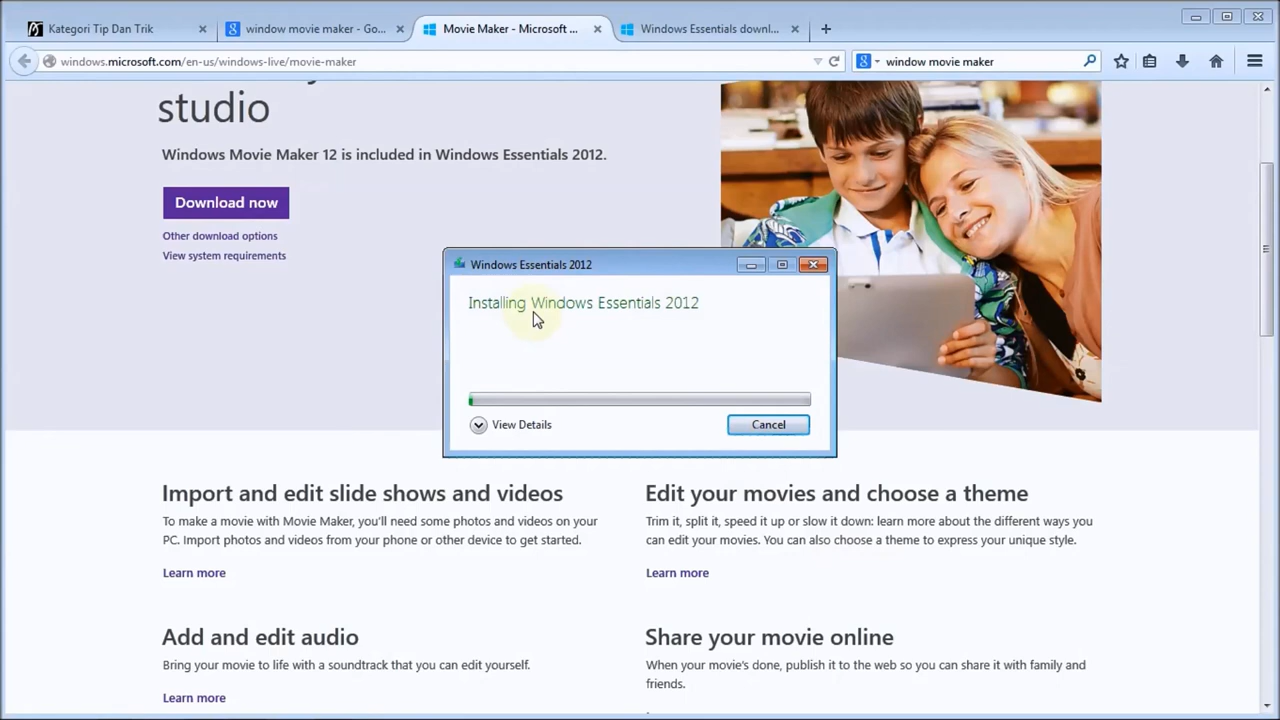 Kategori Tip Dan Trik
window movie maker - Go...
Movie Maker - Microsoft ...
Windows Essentials downl...
windows.microsoft.com/en-us/windows-live/movie-maker
window movie maker
studio
Windows Movie Maker 12 is included in Windows Essentials 2012.
Download now
Other download options
View system requirements
Windows Essentials 2012
Installing Windows Essentials 2012
View Details
Cancel
Import and edit slide shows and videos
To make a movie with Movie Maker, you'll need some photos and videos on your
PC. Import photos and videos from your phone or other device to get started.
Learn more
Edit your movies and choose a theme
Trim it, split it, speed it up or slow it down: learn more about the different ways you
can edit your movies. You can also choose a theme to express your unique style.
Learn more
Add and edit audio
Bring your movie to life with a soundtrack that you can edit yourself.
Learn more
Share your movie online
When your movie's done, publish it to the web so you can share it with family and
friends.